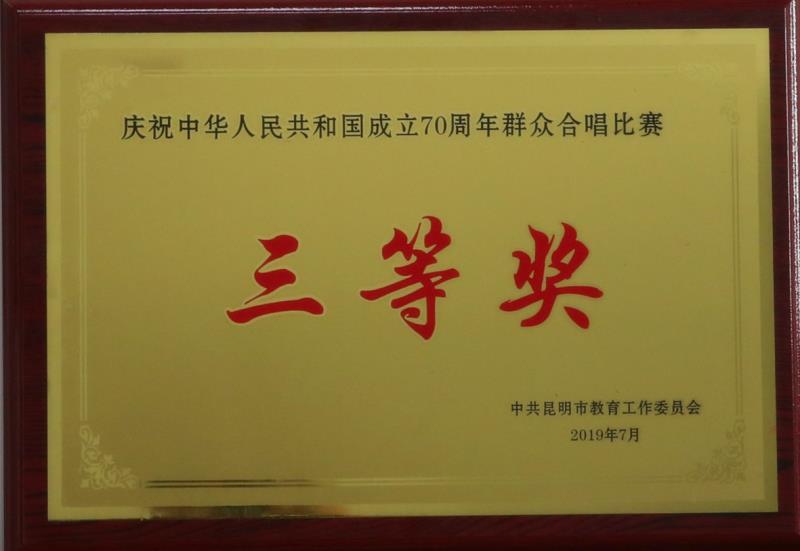 庆祝中华人民共和国成立70周年群众合唱比赛
三等奖
中共昆明市教育工作委员会
2019年7月